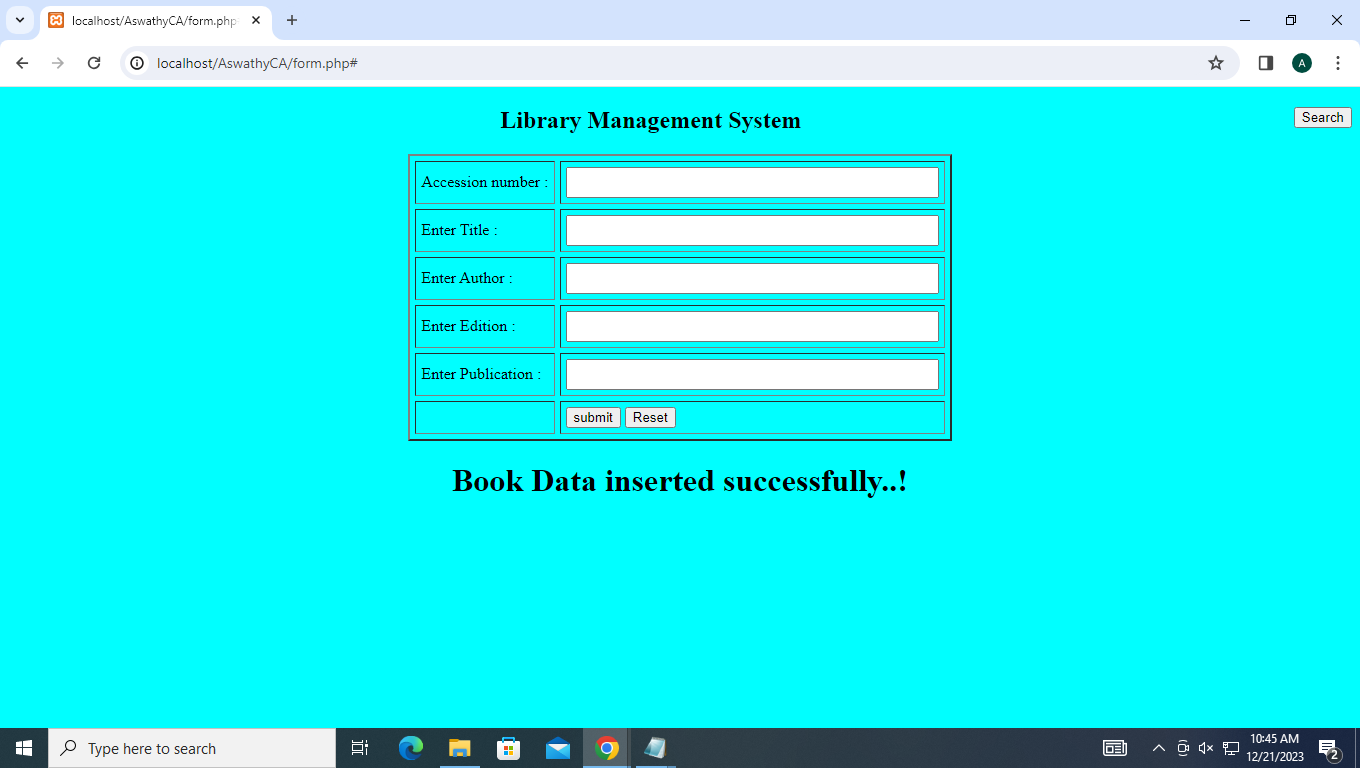 localhost/AswathyCA/form.php
localhost/AswathyCA/form.php#
A
Library Management System
Search
Accession number :
Enter Title :
Enter Author :
Enter Edition :
Enter Publication :
submit Reset
Book Data inserted successfully..!
Type here to search
10:45 AM
12/21/2023
2